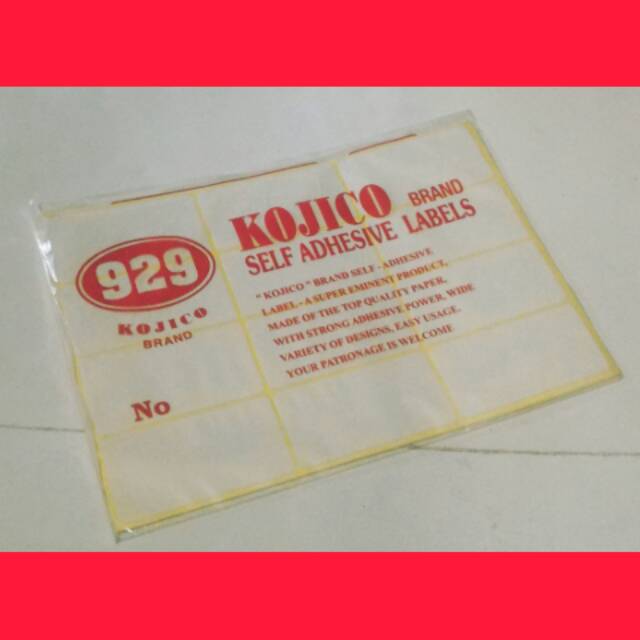 929
KOJICO
BRAND
No
KOJICO BRAND
SELF ADHESIVE LABELS
" KOJICO " BRAND SELF - ADHESIVE
LABEL - A SUPER EMINENT PRODUCT,
MADE OF THE TOP QUALITY PAPER,
WITH STRONG ADHESIVE POWER, WIDE
VARIETY OF DESIGNS, EASY USAGE.
YOUR PATRONAGE IS WELCOME